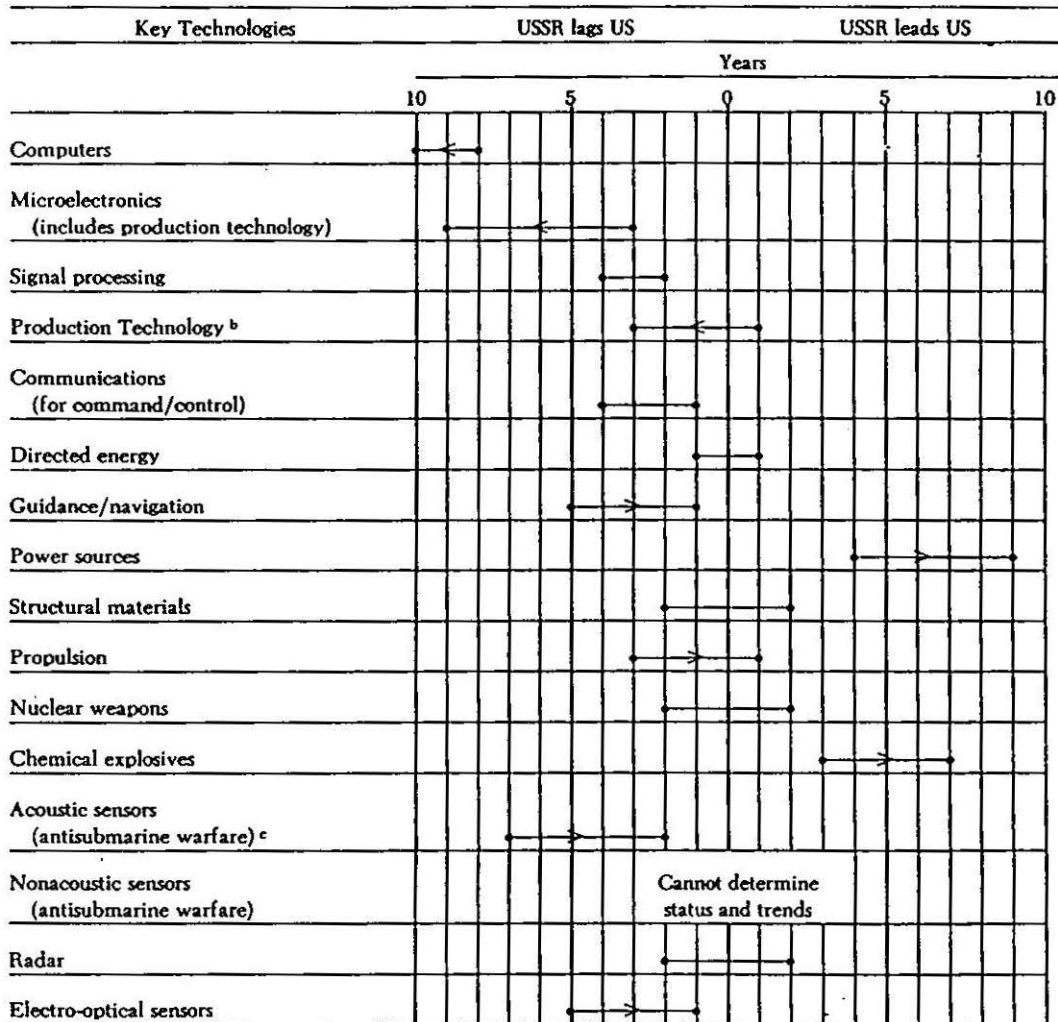 Key Technologies USSR lags US USSR leads US
Years
10 5 0 5 10
Computers
Microelectronics
(includes production technology)
Signal processing
Production Technology b
Communications
(for command/control)
Directed energy
Guidance/navigation
Power sources
Structural materials
Propulsion
Nuclear weapons
Chemical explosives
Acoustic sensors
(antisubmarine warfare) c
Nonacoustic sensors Cannot determine
(antisubmarine warfare) status and trends
Radar
Electro-optical sensors